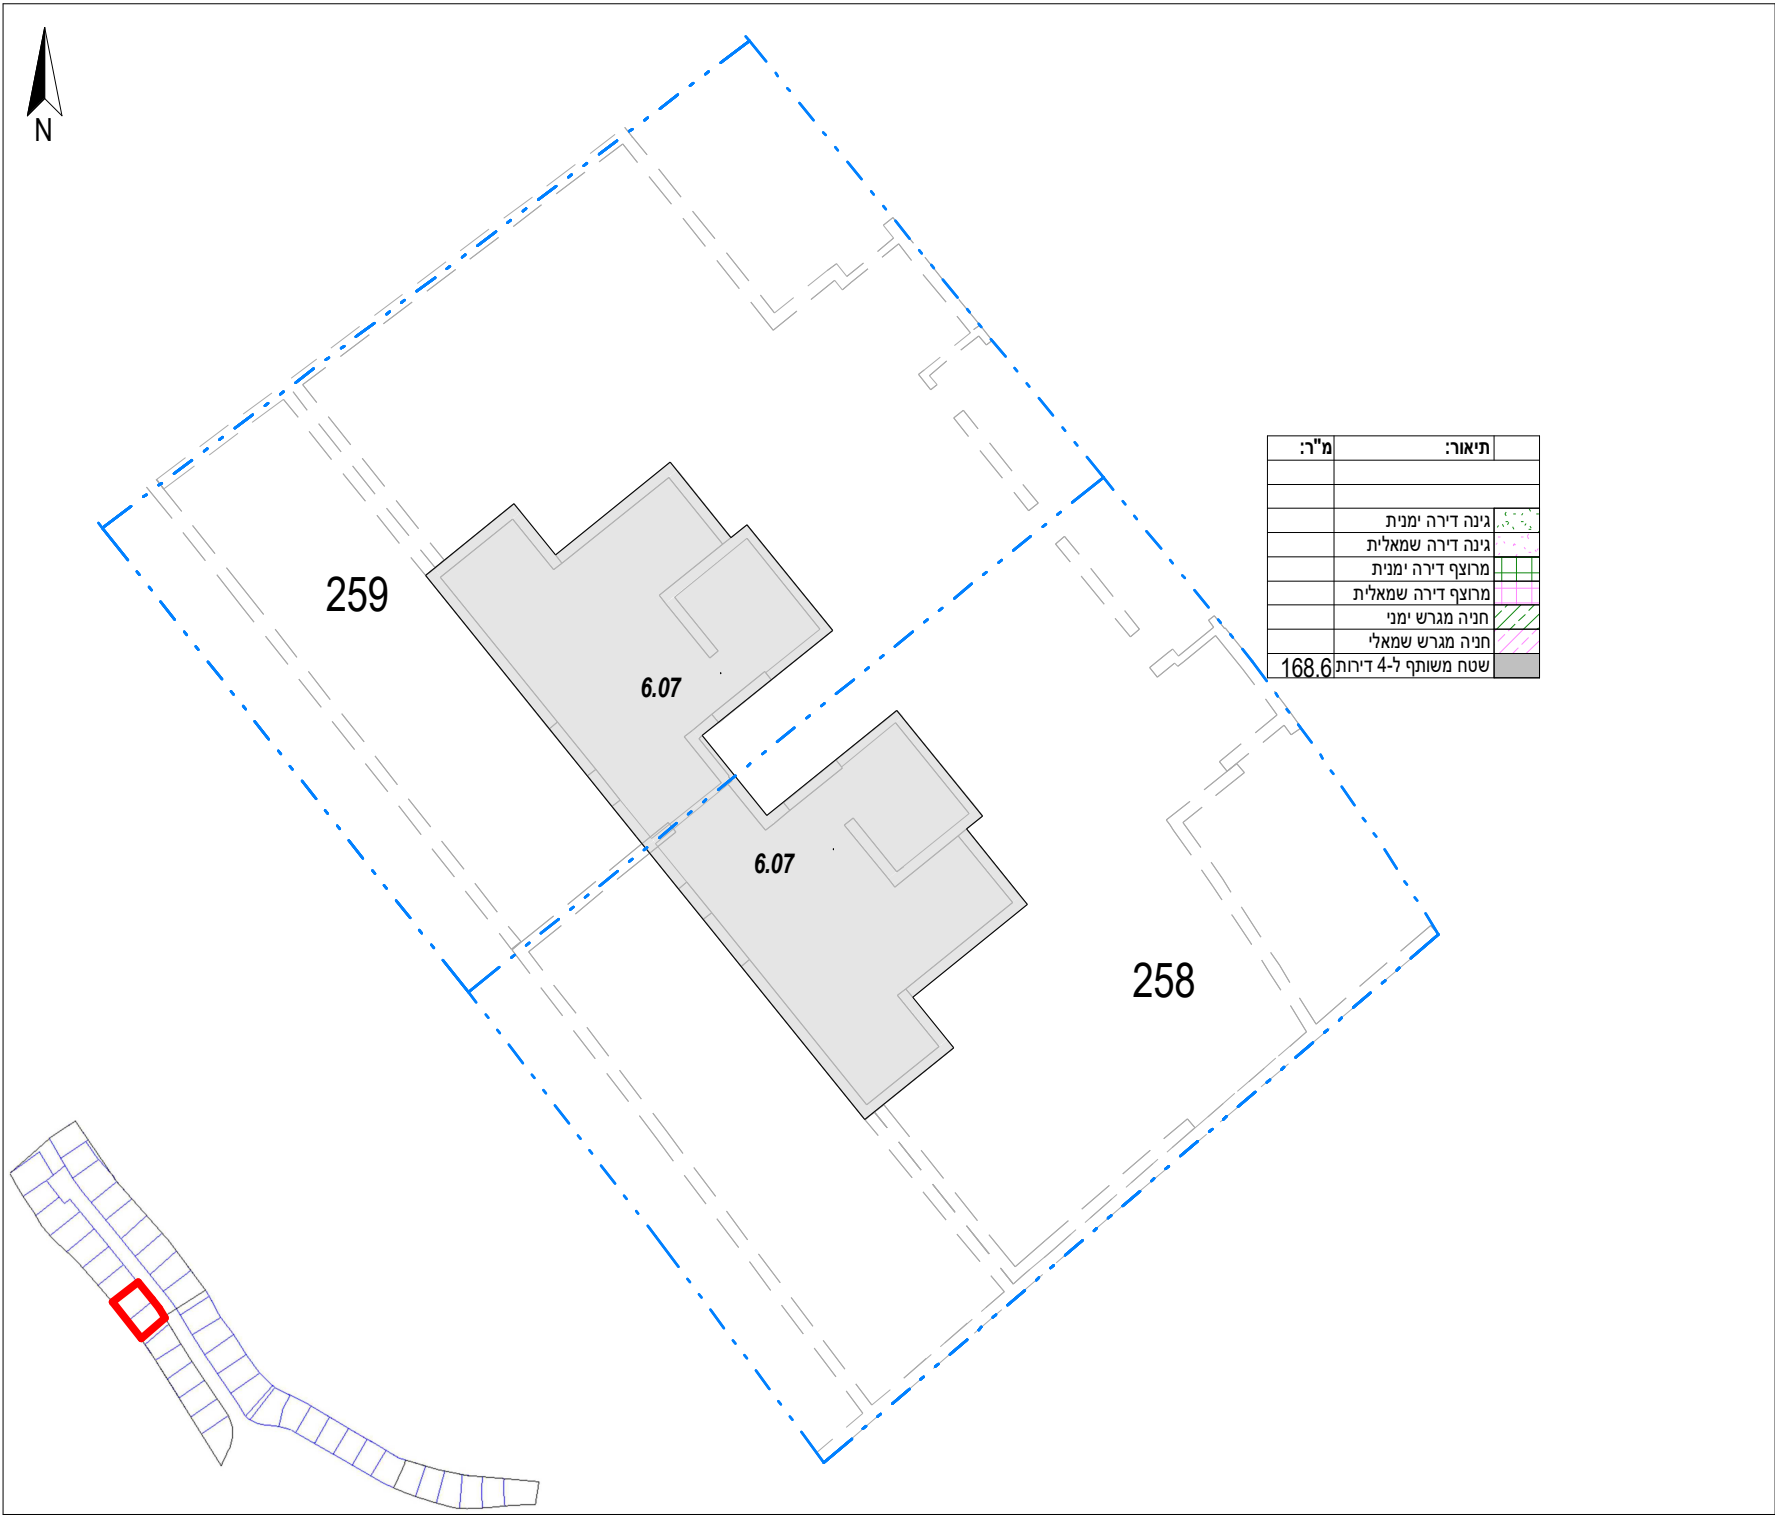 N
259
6.07
6.07
258
תיאור: מ"ר:
גינה דירה ימנית
גינה דירה שמאלית
מרוצף דירה ימנית
מרוצף דירה שמאלית
חניה מגרש ימני
חניה מגרש שמאלי
שטח משותף ל-4 דירות 168.6